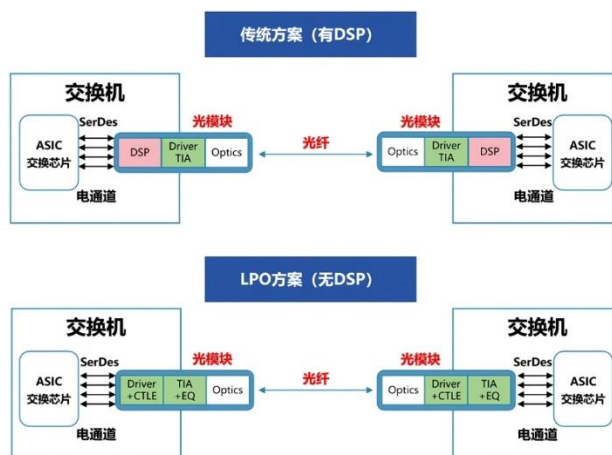 传统方案（有DSP）
交换机
SerDes
ASIC
交换芯片
电通道
光模块
DSP
Driver
TIA
Optics
光纤
光模块
Optics
Driver
TIA
DSP
交换机
SerDes
ASIC
交换芯片
电通道
LPO方案（无DSP）
交换机
SerDes
ASIC
交换芯片
电通道
光模块
Driver
+CTLE
TIA
+EQ
Optics
光纤
光模块
Optics
Driver
+CTLE
TIA
+EQ
交换机
SerDes
ASIC
交换芯片
电通道